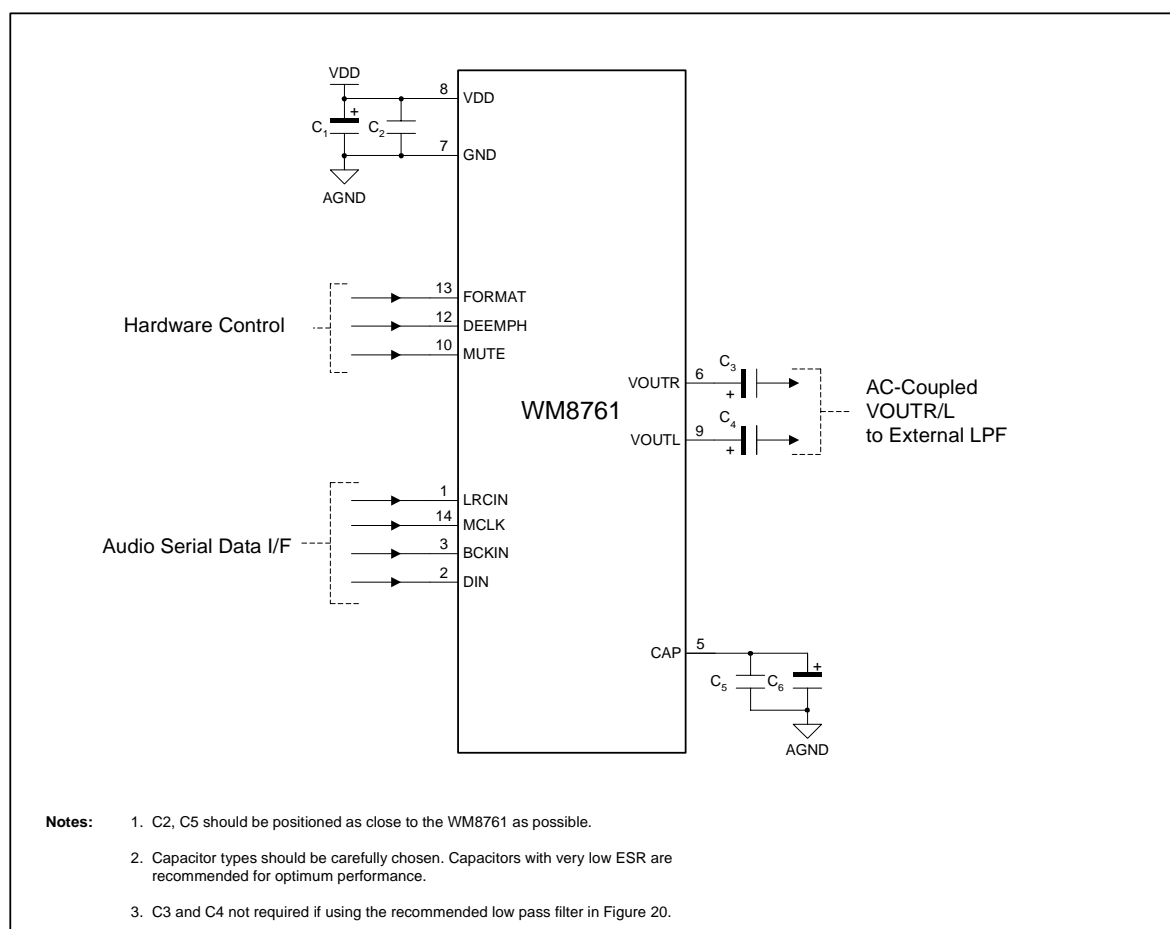 VDD
8
VDD
+
C1
C2
7
GND
AGND
13
FORMAT
Hardware Control
12
DEEMPH
10
MUTE
C3
6
VOUTR
+
AC-Coupled
VOUTR/L
to External LPF
WM8761
C4
9
VOUTL
+
1
LRCIN
14
MCLK
Audio Serial Data I/F
3
BCKIN
2
DIN
CAP
5
+
C5
C6
AGND
Notes:
1. C2, C5 should be positioned as close to the WM8761 as possible.
2. Capacitor types should be carefully chosen. Capacitors with very low ESR are
recommended for optimum performance.
3. C3 and C4 not required if using the recommended low pass filter in Figure 20.